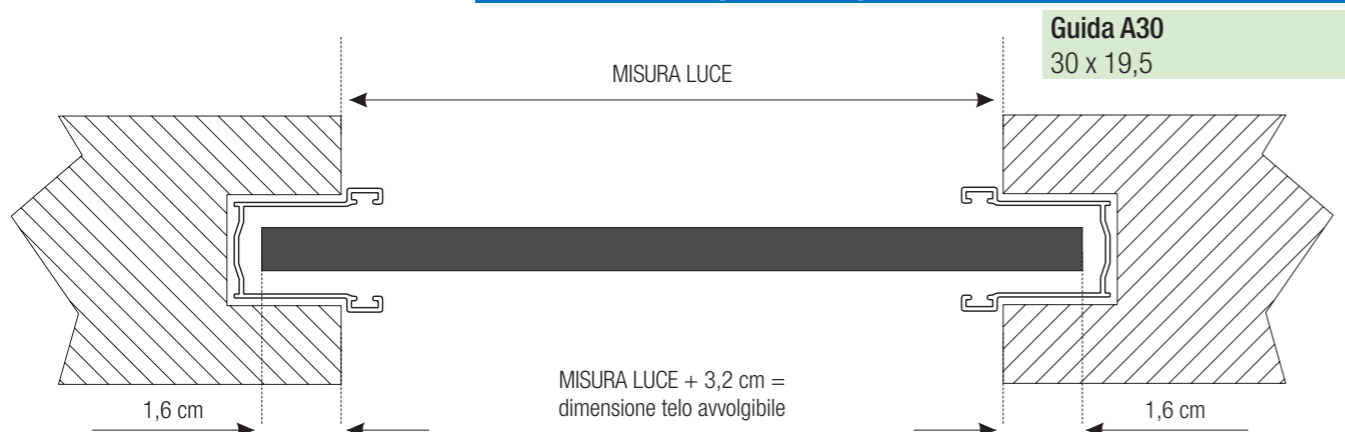 Guida A30
30 x 19,5
MISURA LUCE
MISURA LUCE + 3,2 cm =
dimensione telo avvolgibile
1,6 cm
1,6 cm